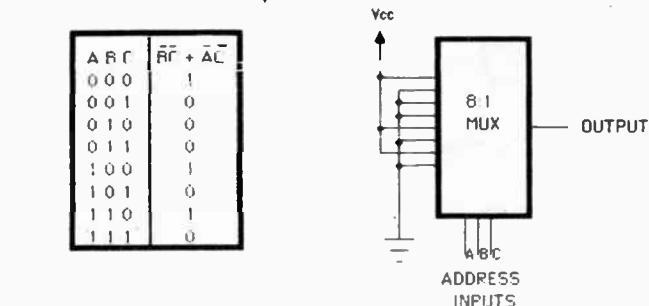 Vcc
A B C B̅C̅ + A̅C̅
0 0 0 1
0 0 1 0
0 1 0 0
0 1 1 0
1 0 0 1
1 0 1 0
1 1 0 1
1 1 1 0
8:1
MUX
OUTPUT
A B C
ADDRESS
INPUTS